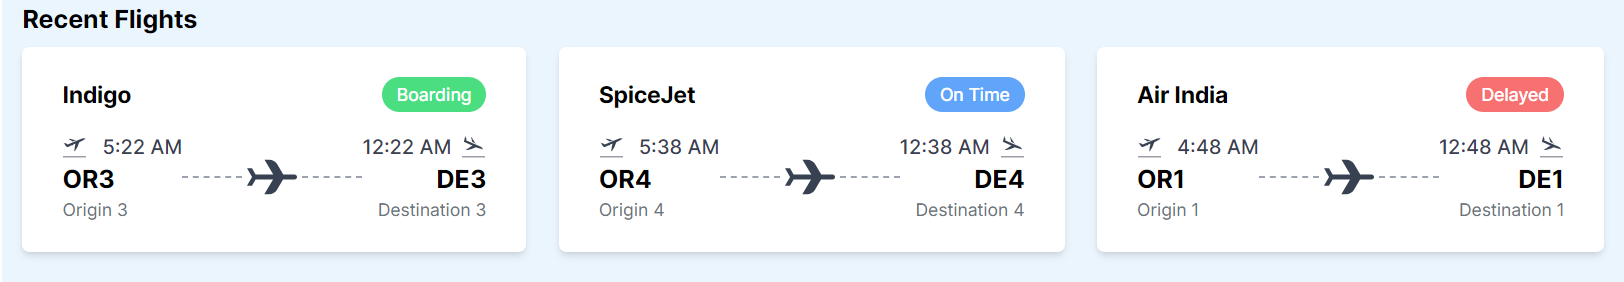 Recent Flights
Indigo Boarding
5:22 AM 12:22 AM
OR3 DE3
Origin 3 Destination 3
SpiceJet On Time
5:38 AM 12:38 AM
OR4 DE4
Origin 4 Destination 4
Air India Delayed
4:48 AM 12:48 AM
OR1 DE1
Origin 1 Destination 1